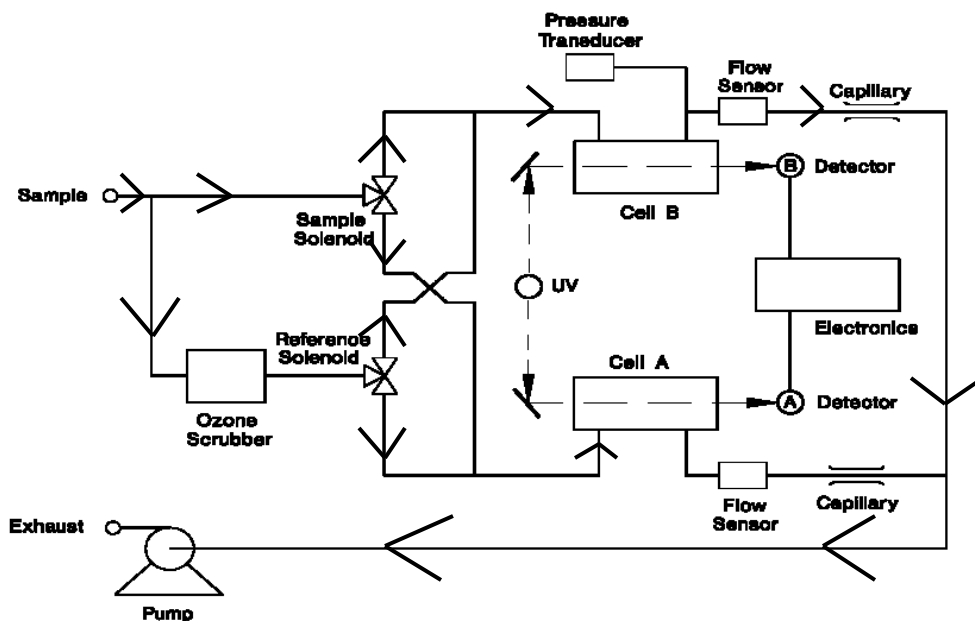 Pressure
Transducer
Flow
Sensor
Capillary
Sample
Sample
Solenoid
B
Detector
Cell B
UV
Electronics
Reference
Solenoid
Cell A
A
Detector
Ozone
Scrubber
Flow
Sensor
Capillary
Exhaust
Pump